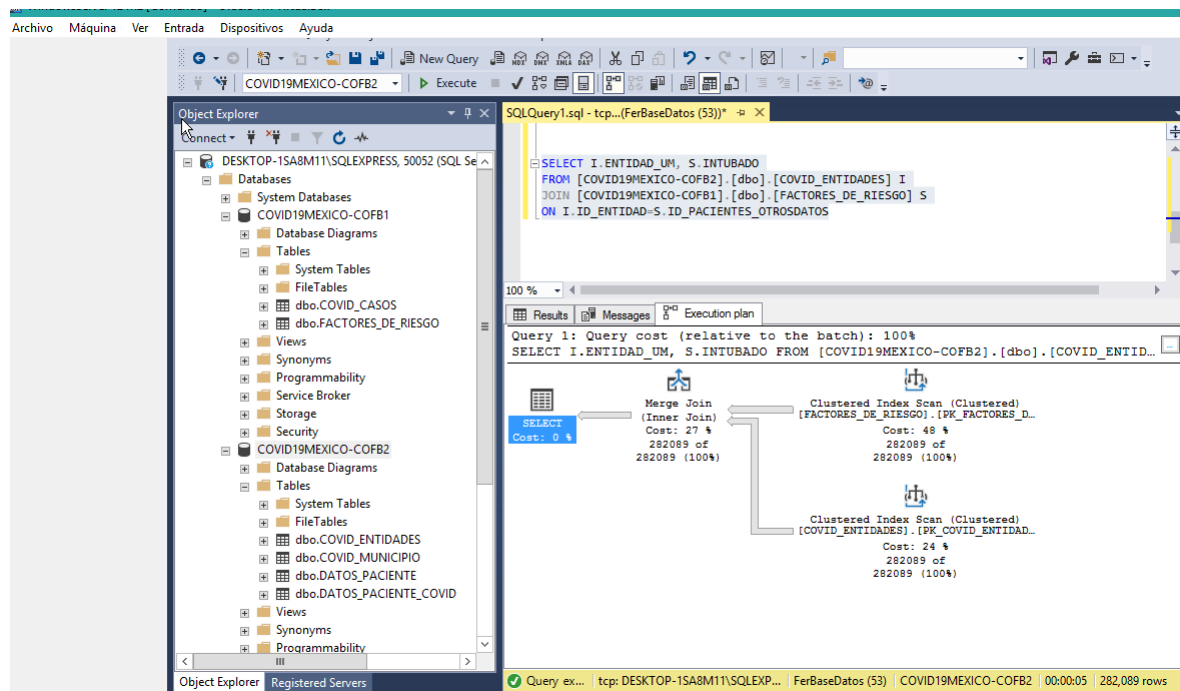 Archivo Máquina Ver Entrada Dispositivos Ayuda
New Query
MDX DMX XMLA DAX
COVID19MEXICO-COFB2 Execute
Object Explorer
Connect
DESKTOP-1SA8M11\SQLEXPRESS, 50052 (SQL Se
Databases
System Databases
COVID19MEXICO-COFB1
Database Diagrams
Tables
System Tables
FileTables
dbo.COVID_CASOS
dbo.FACTORES_DE_RIESGO
Views
Synonyms
Programmability
Service Broker
Storage
Security
COVID19MEXICO-COFB2
Database Diagrams
Tables
System Tables
FileTables
dbo.COVID_ENTIDADES
dbo.COVID_MUNICIPIO
dbo.DATOS_PACIENTE
dbo.DATOS_PACIENTE_COVID
Views
Synonyms
Programmability
Object Explorer Registered Servers
SQLQuery1.sql - tcp...(FerBaseDatos (53))*
SELECT I.ENTIDAD_UM, S.INTUBADO
FROM [COVID19MEXICO-COFB2].[dbo].[COVID_ENTIDADES] I
JOIN [COVID19MEXICO-COFB1].[dbo].[FACTORES_DE_RIESGO] S
ON I.ID_ENTIDAD=S.ID_PACIENTES_OTROSDATOS
100 %
Results Messages Execution plan
Query 1: Query cost (relative to the batch): 100%
SELECT I.ENTIDAD_UM, S.INTUBADO FROM [COVID19MEXICO-COFB2].[dbo].[COVID_ENTID...
SELECT
Cost: 0 %
Merge Join
(Inner Join)
Cost: 27 %
282089 of
282089 (100%)
Clustered Index Scan (Clustered)
[FACTORES_DE_RIESGO].[PK_FACTORES_D...
Cost: 48 %
282089 of
282089 (100%)
Clustered Index Scan (Clustered)
[COVID_ENTIDADES].[PK_COVID_ENTIDAD...
Cost: 24 %
282089 of
282089 (100%)
Query ex... tcp: DESKTOP-1SA8M11\SQLEXP... FerBaseDatos (53) COVID19MEXICO-COFB2 00:00:05 282,089 rows